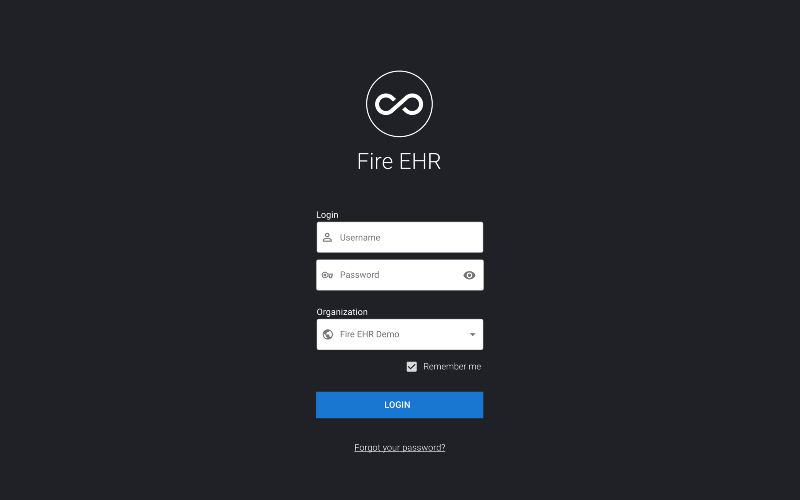 Fire EHR
Login
Username
Password
Organization
Fire EHR Demo
Remember me
LOGIN
Forgot your password?